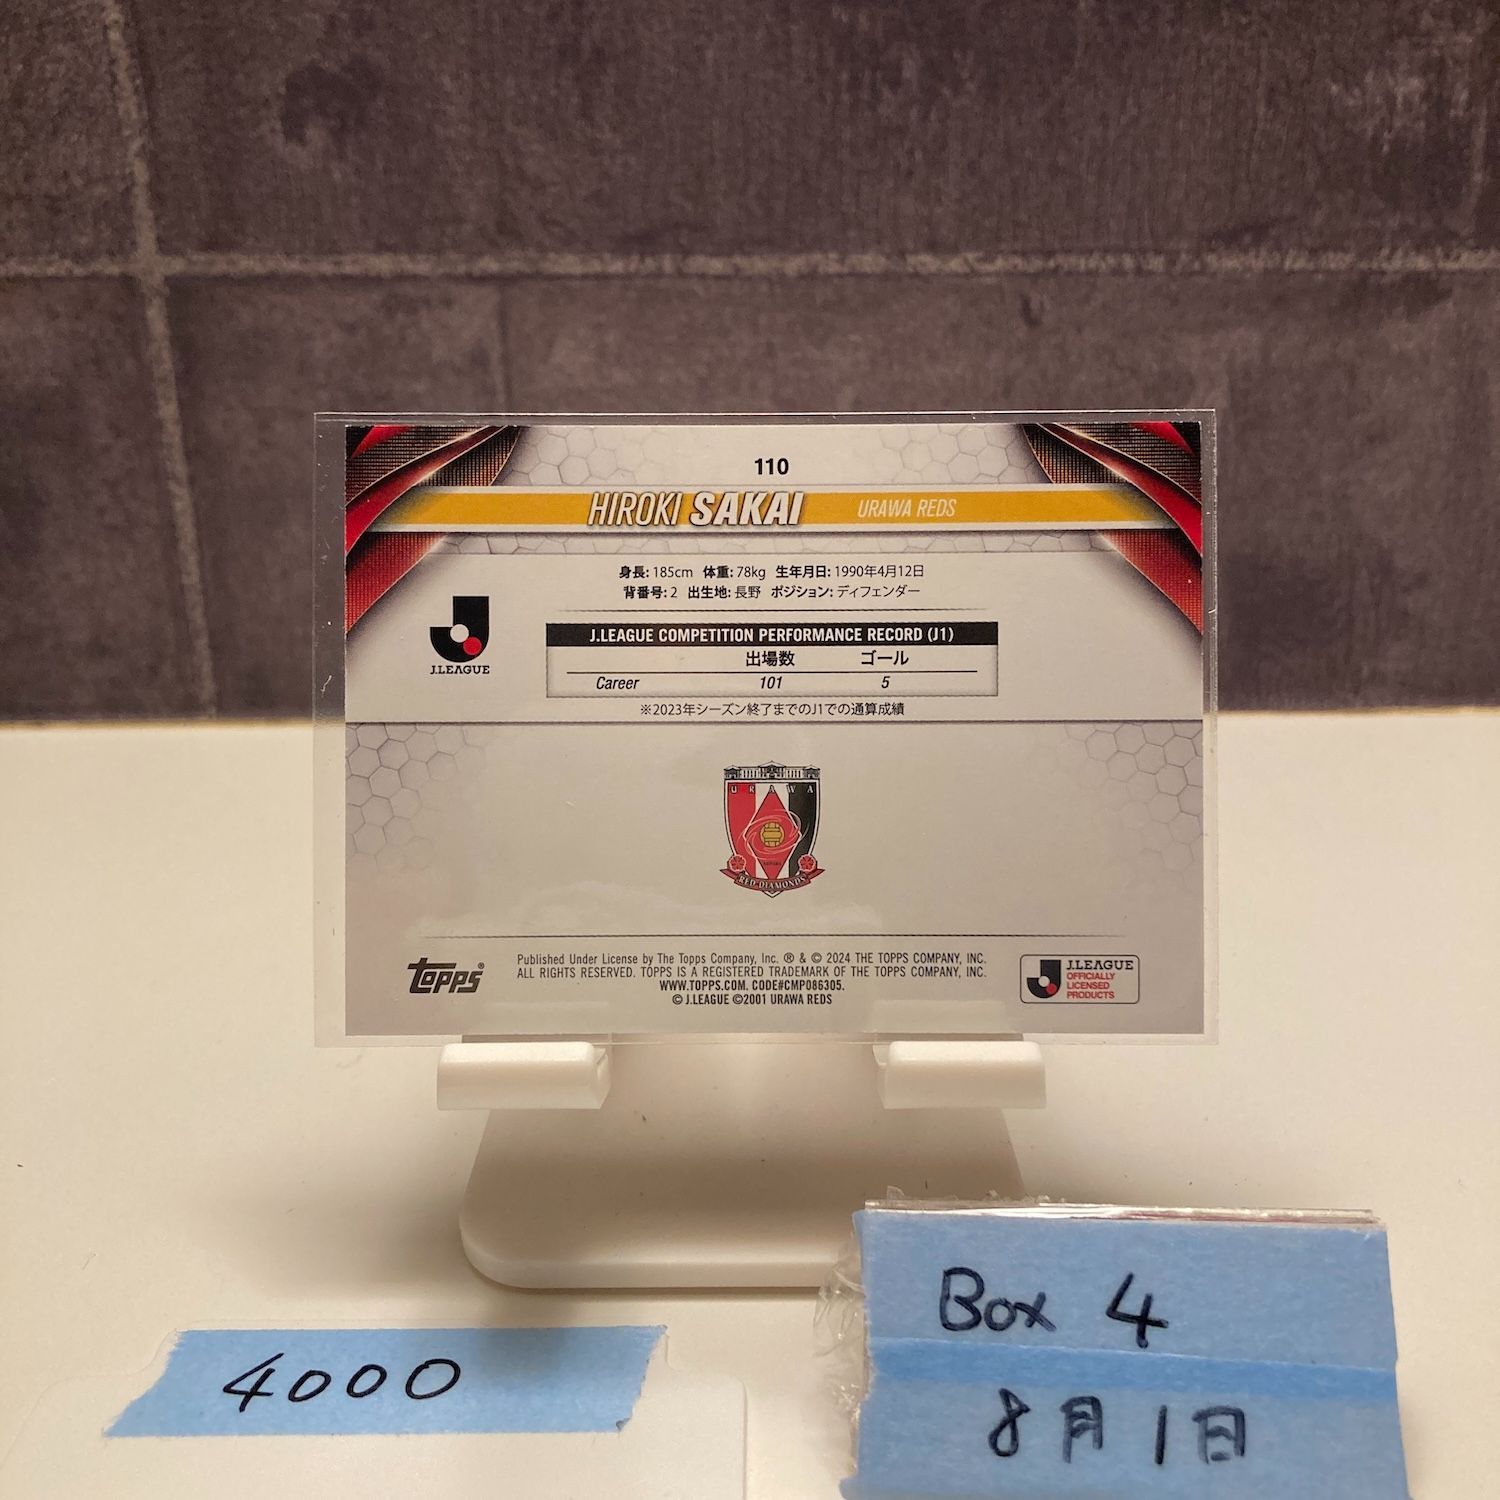 110
HIROKI SAKAI URAWA REDS
身長: 185cm 体重: 78kg 生年月日: 1990年4月12日
背番号: 2 出生地: 長野 ポジション: ディフェンダー
J.LEAGUE
J.LEAGUE COMPETITION PERFORMANCE RECORD (J1)
出場数 ゴール
Career 101 5
※2023年シーズン終了までのJ1での通算成績
URAWA
RED DIAMONDS
TOPPS®
Published Under License by The Topps Company, Inc. ® & © 2024 THE TOPPS COMPANY, INC.
ALL RIGHTS RESERVED. TOPPS IS A REGISTERED TRADEMARK OF THE TOPPS COMPANY, INC.
WWW.TOPPS.COM. CODE#CMP086305.
© J.LEAGUE ©2001 URAWA REDS
J.LEAGUE
OFFICIALLY
LICENSED
PRODUCTS
Box 4
4000
8月1日